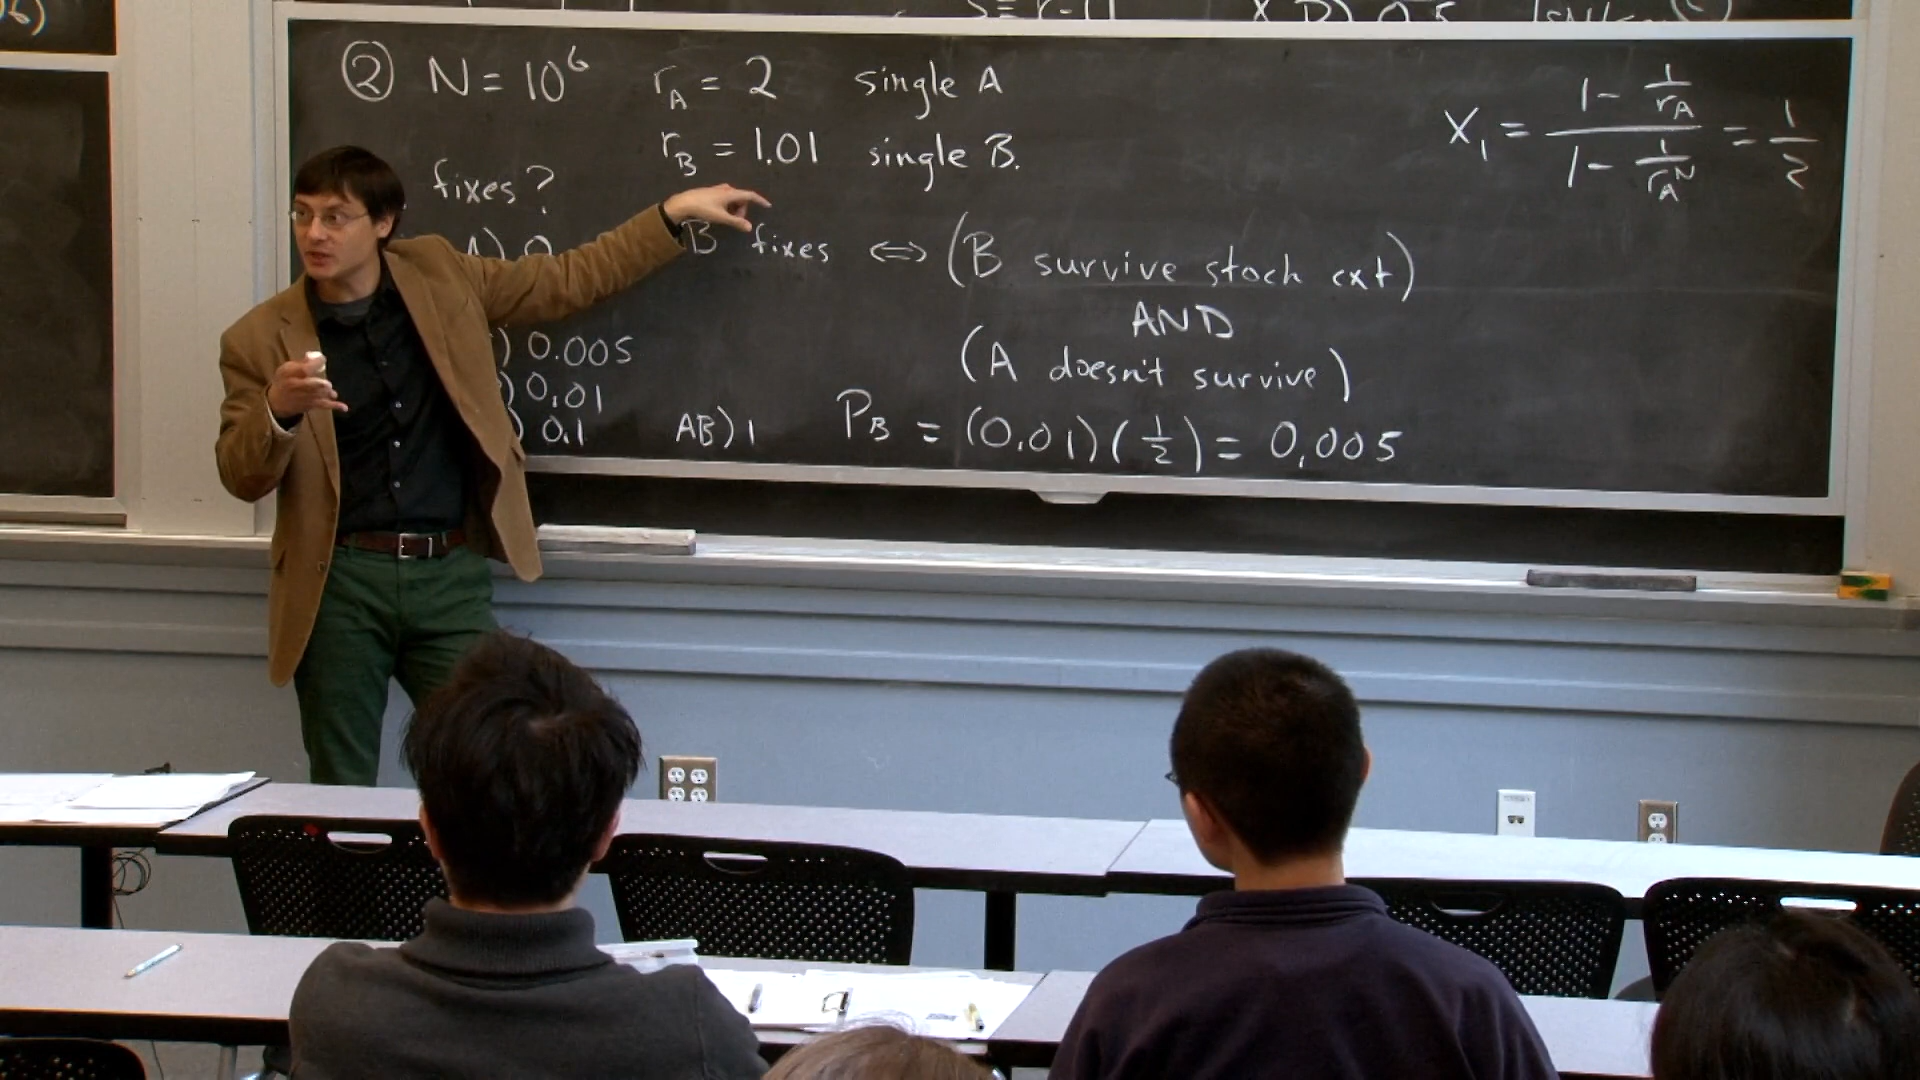 ② N = 10⁶ r_A = 2 single A
r_B = 1.01 single B.
fixes?
A) 0
) 0.005
) 0.01
) 0.1 AB) 1
B fixes ⇔ (B survive stoch ext)
AND
(A doesn't survive)
P_B = (0.01)(1/2) = 0.005
X₁ = (1 - 1/r_A)/(1 - 1/r_A^N) = 1/2